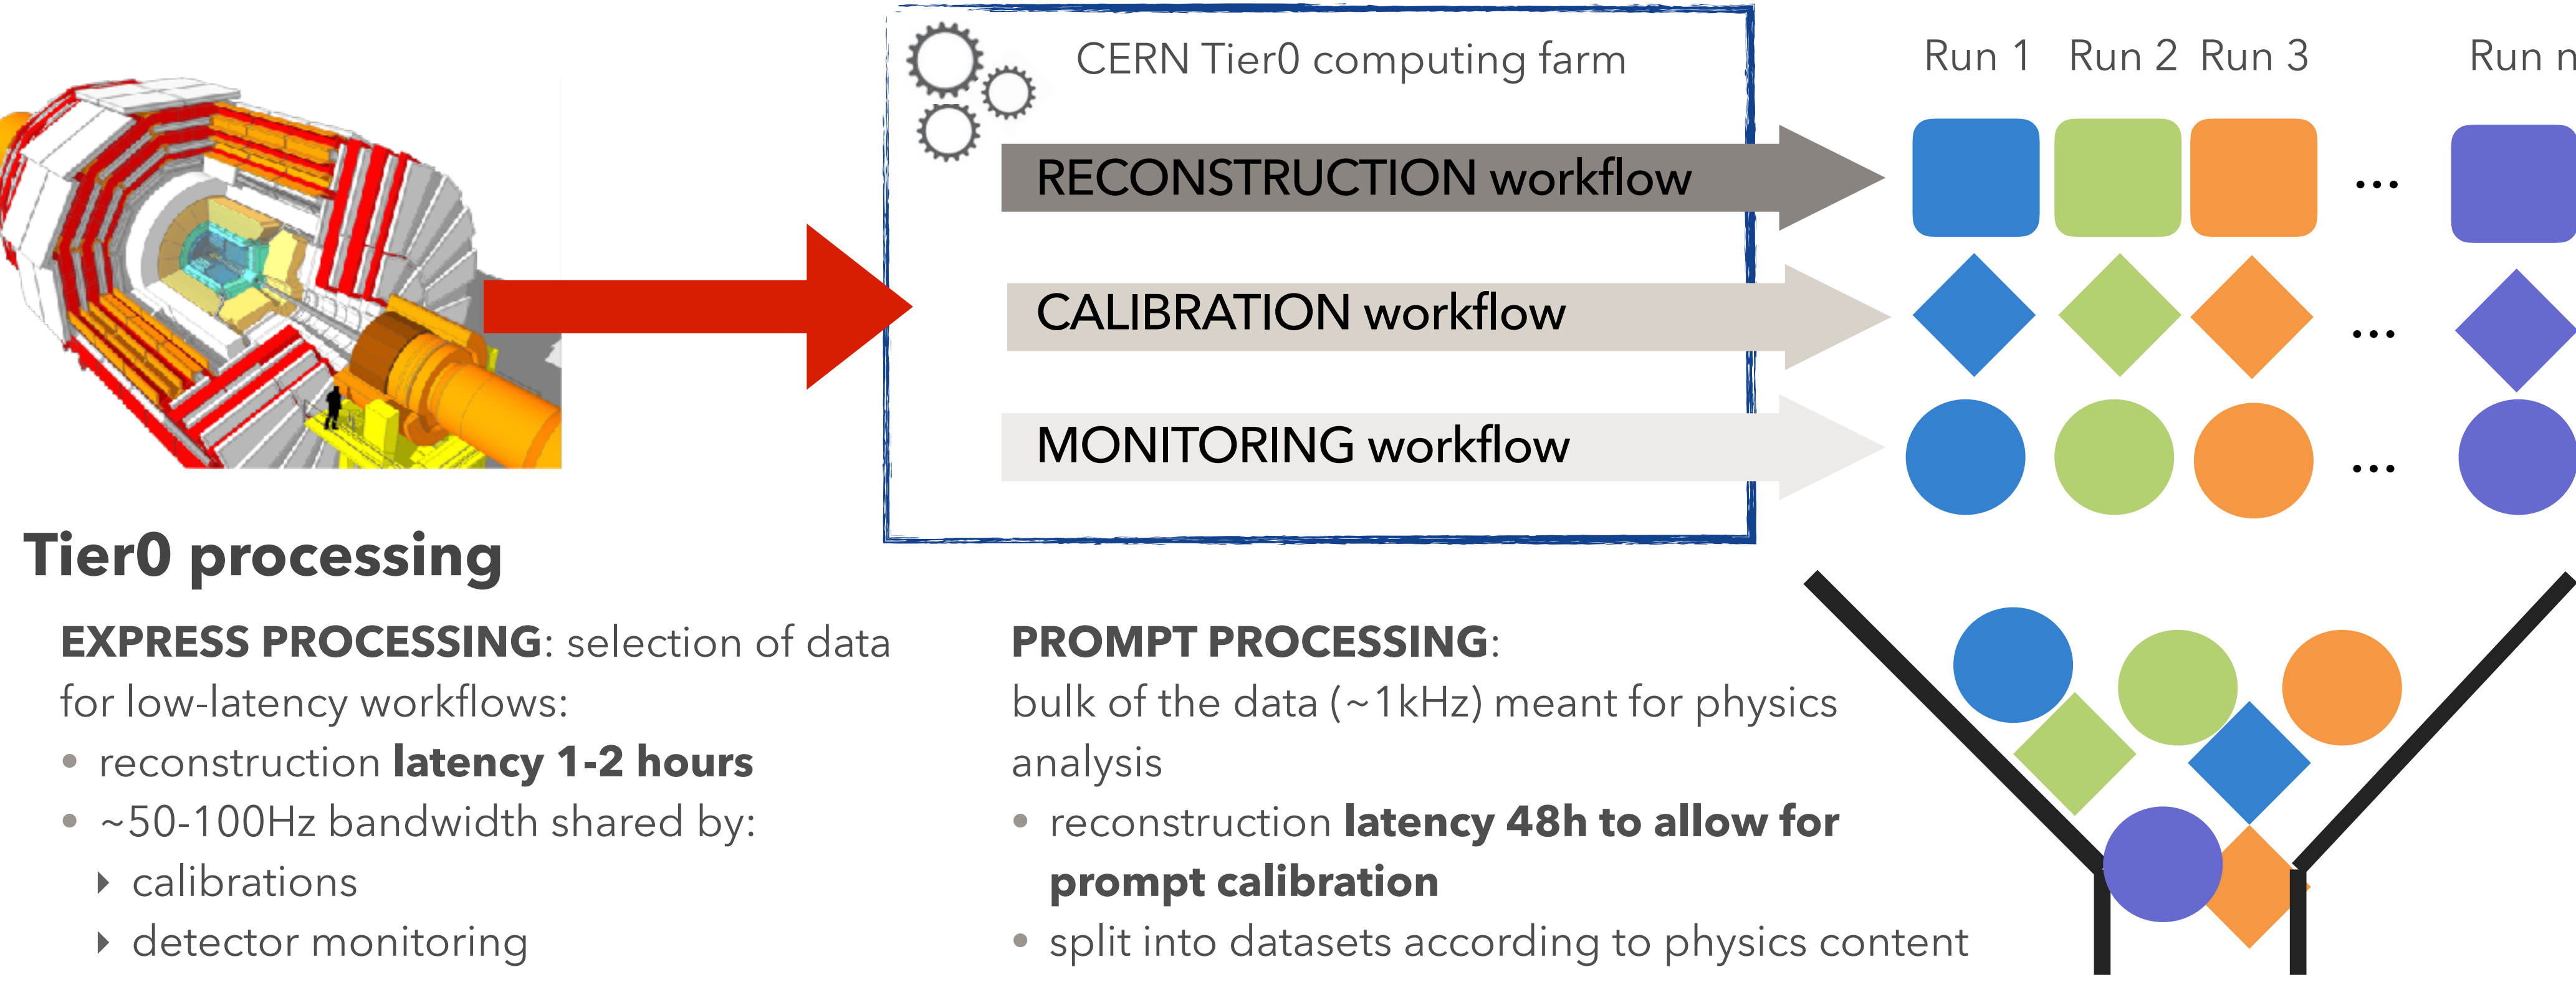 CERN Tier0 computing farm
Run 1 Run 2 Run 3 Run n
RECONSTRUCTION workflow
...
CALIBRATION workflow
...
MONITORING workflow
...
Tier0 processing
EXPRESS PROCESSING: selection of data
for low-latency workflows:
• reconstruction latency 1-2 hours
• ~50-100Hz bandwidth shared by:
‣ calibrations
‣ detector monitoring
PROMPT PROCESSING:
bulk of the data (~1kHz) meant for physics
analysis
• reconstruction latency 48h to allow for
prompt calibration
• split into datasets according to physics content